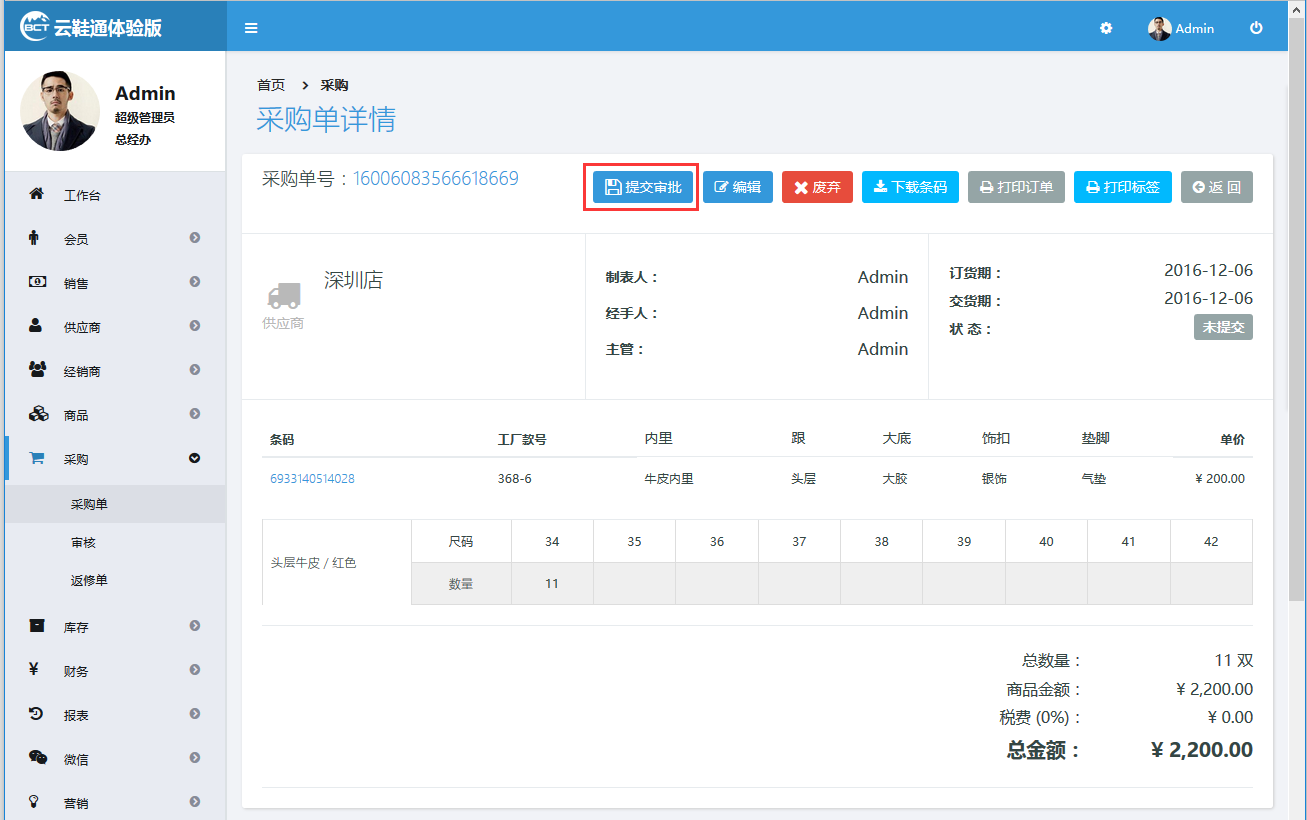 BCT 云鞋通体验版
Admin
Admin
超级管理员
总经办
工作台
会员
销售
供应商
经销商
商品
采购
采购单
审核
返修单
库存
财务
报表
微信
营销
首页 > 采购
采购单详情
采购单号：16006083566618669
提交审批 编辑 废弃 下载条码 打印订单 打印标签 返 回
深圳店
供应商
制表人： Admin
经手人： Admin
主管： Admin
订货期： 2016-12-06
交货期： 2016-12-06
状 态： 未提交
条码 工厂款号 内里 跟 大底 饰扣 垫脚 单价
6933140514028 368-6 牛皮内里 头层 大胶 银饰 气垫 ¥ 200.00
头层牛皮 / 红色
尺码 34 35 36 37 38 39 40 41 42
数量 11
总数量： 11 双
商品金额： ¥ 2,200.00
税费 (0%)： ¥ 0.00
总金额： ¥ 2,200.00